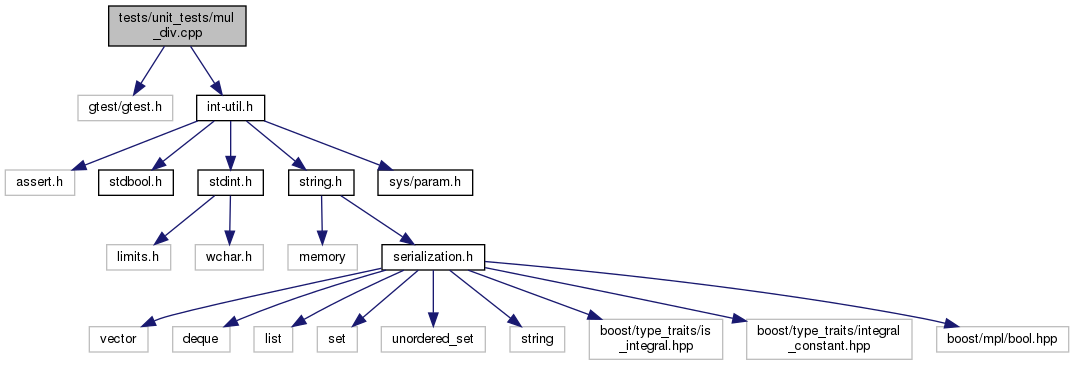 tests/unit_tests/mul
_div.cpp
gtest/gtest.h
int-util.h
assert.h
stdbool.h
stdint.h
string.h
sys/param.h
limits.h
wchar.h
memory
serialization.h
vector
deque
list
set
unordered_set
string
boost/type_traits/is
_integral.hpp
boost/type_traits/integral
_constant.hpp
boost/mpl/bool.hpp